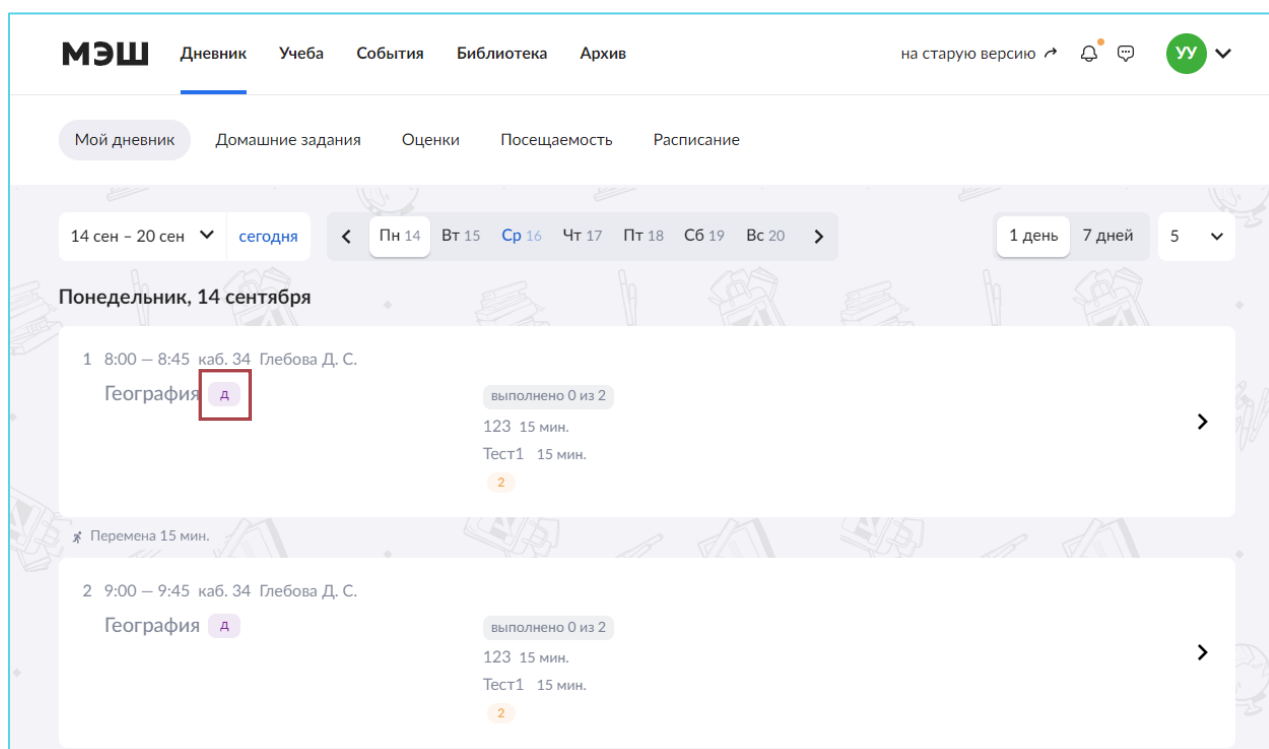 МЭШ Дневник Учеба События Библиотека Архив на старую версию УУ
Мой дневник Домашние задания Оценки Посещаемость Расписание
14 сен – 20 сен сегодня Пн 14 Вт 15 Ср 16 Чт 17 Пт 18 Сб 19 Вс 20 1 день 7 дней 5
Понедельник, 14 сентября
1 8:00 — 8:45 каб. 34 Глебова Д. С.
География д
выполнено 0 из 2
123 15 мин.
Тест1 15 мин.
2
Перемена 15 мин.
2 9:00 — 9:45 каб. 34 Глебова Д. С.
География д
выполнено 0 из 2
123 15 мин.
Тест1 15 мин.
2